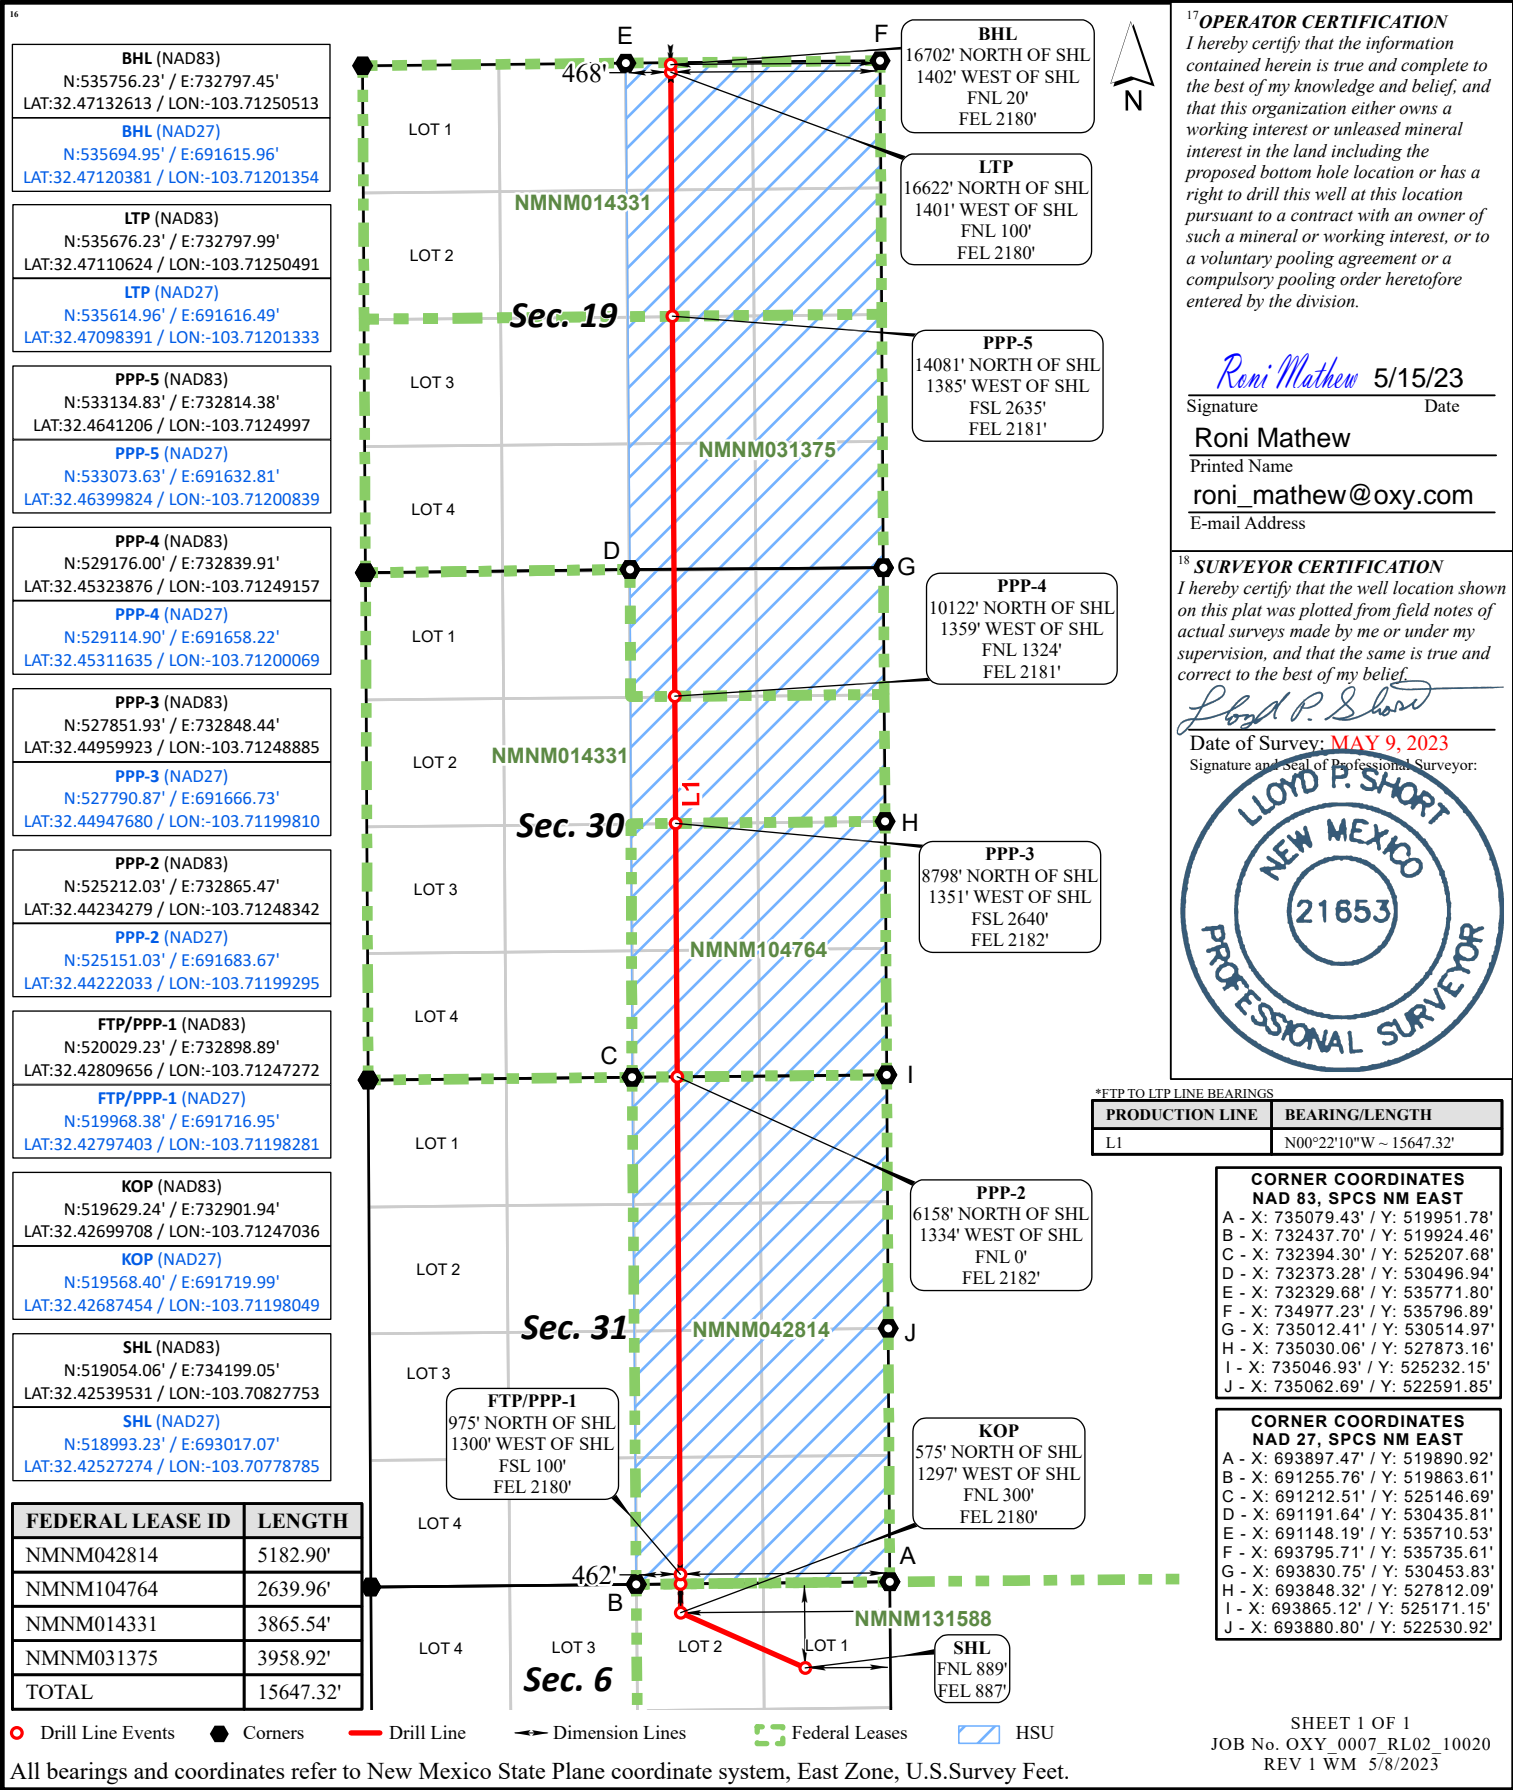 16
BHL (NAD83)
N:535756.23' / E:732797.45'
LAT:32.47132613 / LON:-103.71250513
BHL (NAD27)
N:535694.95' / E:691615.96'
LAT:32.47120381 / LON:-103.71201354
LTP (NAD83)
N:535676.23' / E:732797.99'
LAT:32.47110624 / LON:-103.71250491
LTP (NAD27)
N:535614.96' / E:691616.49'
LAT:32.47098391 / LON:-103.71201333
PPP-5 (NAD83)
N:533134.83' / E:732814.38'
LAT:32.4641206 / LON:-103.7124997
PPP-5 (NAD27)
N:533073.63' / E:691632.81'
LAT:32.46399824 / LON:-103.71200839
PPP-4 (NAD83)
N:529176.00' / E:732839.91'
LAT:32.45323876 / LON:-103.71249157
PPP-4 (NAD27)
N:529114.90' / E:691658.22'
LAT:32.45311635 / LON:-103.71200069
PPP-3 (NAD83)
N:527851.93' / E:732848.44'
LAT:32.44959923 / LON:-103.71248885
PPP-3 (NAD27)
N:527790.87' / E:691666.73'
LAT:32.44947680 / LON:-103.71199810
PPP-2 (NAD83)
N:525212.03' / E:732865.47'
LAT:32.44234279 / LON:-103.71248342
PPP-2 (NAD27)
N:525151.03' / E:691683.67'
LAT:32.44222033 / LON:-103.71199295
FTP/PPP-1 (NAD83)
N:520029.23' / E:732898.89'
LAT:32.42809656 / LON:-103.71247272
FTP/PPP-1 (NAD27)
N:519968.38' / E:691716.95'
LAT:32.42797403 / LON:-103.71198281
KOP (NAD83)
N:519629.24' / E:732901.94'
LAT:32.42699708 / LON:-103.71247036
KOP (NAD27)
N:519568.40' / E:691719.99'
LAT:32.42687454 / LON:-103.71198049
SHL (NAD83)
N:519054.06' / E:734199.05'
LAT:32.42539531 / LON:-103.70827753
SHL (NAD27)
N:518993.23' / E:693017.07'
LAT:32.42527274 / LON:-103.70778785
FEDERAL LEASE ID LENGTH
NMNM042814 5182.90'
NMNM104764 2639.96'
NMNM014331 3865.54'
NMNM031375 3958.92'
TOTAL 15647.32'
E
F
468'
LOT 1
NMNM014331
LOT 2
Sec. 19
LOT 3
NMNM031375
LOT 4
D
G
LOT 1
LOT 2
NMNM014331
L1
Sec. 30
H
LOT 3
NMNM104764
LOT 4
C
I
LOT 1
LOT 2
Sec. 31
NMNM042814
J
LOT 3
LOT 4
462'
A
B
NMNM131588
LOT 4
LOT 3
LOT 2
LOT 1
Sec. 6
N
BHL
16702' NORTH OF SHL
1402' WEST OF SHL
FNL 20'
FEL 2180'
LTP
16622' NORTH OF SHL
1401' WEST OF SHL
FNL 100'
FEL 2180'
PPP-5
14081' NORTH OF SHL
1385' WEST OF SHL
FSL 2635'
FEL 2181'
PPP-4
10122' NORTH OF SHL
1359' WEST OF SHL
FNL 1324'
FEL 2181'
PPP-3
8798' NORTH OF SHL
1351' WEST OF SHL
FSL 2640'
FEL 2182'
PPP-2
6158' NORTH OF SHL
1334' WEST OF SHL
FNL 0'
FEL 2182'
FTP/PPP-1
975' NORTH OF SHL
1300' WEST OF SHL
FSL 100'
FEL 2180'
KOP
575' NORTH OF SHL
1297' WEST OF SHL
FNL 300'
FEL 2180'
SHL
FNL 889'
FEL 887'
17 OPERATOR CERTIFICATION
I hereby certify that the information
contained herein is true and complete to
the best of my knowledge and belief, and
that this organization either owns a
working interest or unleased mineral
interest in the land including the
proposed bottom hole location or has a
right to drill this well at this location
pursuant to a contract with an owner of
such a mineral or working interest, or to
a voluntary pooling agreement or a
compulsory pooling order heretofore
entered by the division.
Roni Mathew 5/15/23
Signature Date
Roni Mathew
Printed Name
roni_mathew@oxy.com
E-mail Address
18 SURVEYOR CERTIFICATION
I hereby certify that the well location shown
on this plat was plotted from field notes of
actual surveys made by me or under my
supervision, and that the same is true and
correct to the best of my belief.
Lloyd P. Short
Date of Survey: MAY 9, 2023
Signature and Seal of Professional Surveyor:
LLOYD P. SHORT
NEW MEXICO
21653
PROFESSIONAL SURVEYOR
*FTP TO LTP LINE BEARINGS
PRODUCTION LINE BEARING/LENGTH
L1 N00°22'10"W ~ 15647.32'
CORNER COORDINATES
NAD 83, SPCS NM EAST
A - X: 735079.43' / Y: 519951.78'
B - X: 732437.70' / Y: 519924.46'
C - X: 732394.30' / Y: 525207.68'
D - X: 732373.28' / Y: 530496.94'
E - X: 732329.68' / Y: 535771.80'
F - X: 734977.23' / Y: 535796.89'
G - X: 735012.41' / Y: 530514.97'
H - X: 735030.06' / Y: 527873.16'
I - X: 735046.93' / Y: 525232.15'
J - X: 735062.69' / Y: 522591.85'
CORNER COORDINATES
NAD 27, SPCS NM EAST
A - X: 693897.47' / Y: 519890.92'
B - X: 691255.76' / Y: 519863.61'
C - X: 691212.51' / Y: 525146.69'
D - X: 691191.64' / Y: 530435.81'
E - X: 691148.19' / Y: 535710.53'
F - X: 693795.71' / Y: 535735.61'
G - X: 693830.75' / Y: 530453.83'
H - X: 693848.32' / Y: 527812.09'
I - X: 693865.12' / Y: 525171.15'
J - X: 693880.80' / Y: 522530.92'
Drill Line Events Corners Drill Line Dimension Lines Federal Leases HSU
All bearings and coordinates refer to New Mexico State Plane coordinate system, East Zone, U.S.Survey Feet.
SHEET 1 OF 1
JOB No. OXY_0007_RL02_10020
REV 1 WM 5/8/2023